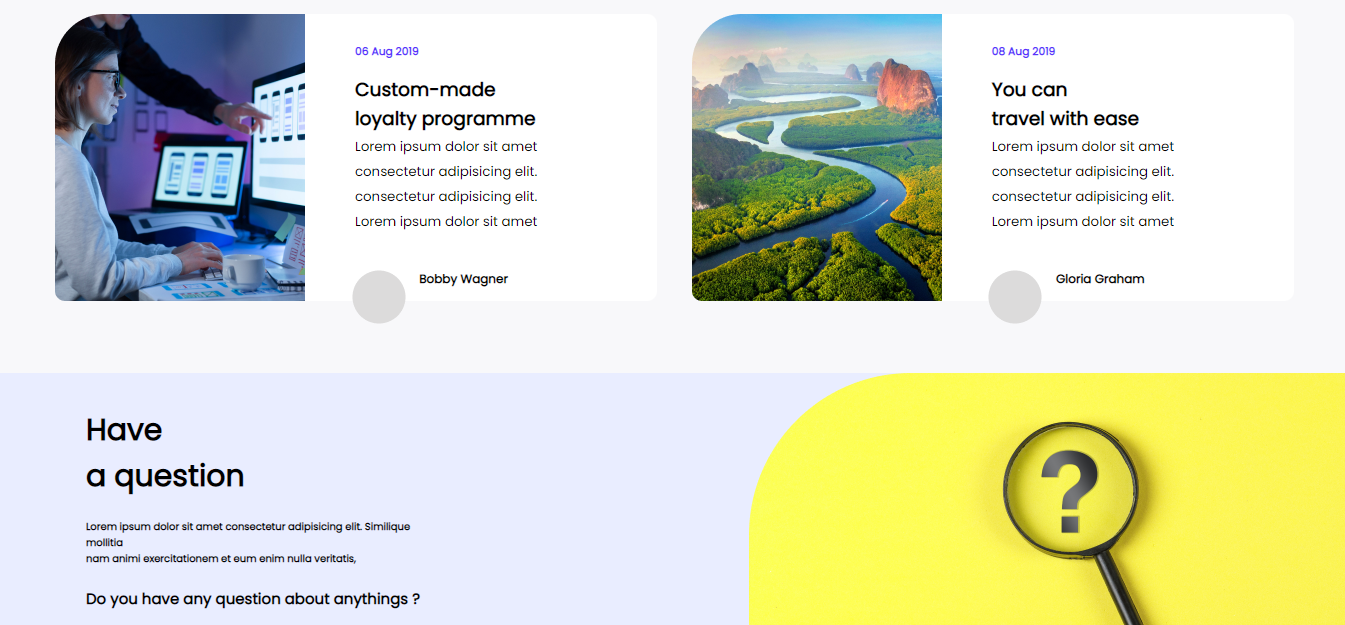 06 Aug 2019
Custom-made
loyalty programme
Lorem ipsum dolor sit amet
consectetur adipisicing elit.
consectetur adipisicing elit.
Lorem ipsum dolor sit amet
Bobby Wagner
08 Aug 2019
You can
travel with ease
Lorem ipsum dolor sit amet
consectetur adipisicing elit.
consectetur adipisicing elit.
Lorem ipsum dolor sit amet
Gloria Graham
Have
a question
Lorem ipsum dolor sit amet consectetur adipisicing elit. Similique
mollitia
nam animi exercitationem et eum enim nulla veritatis,
Do you have any question about anythings ?
?